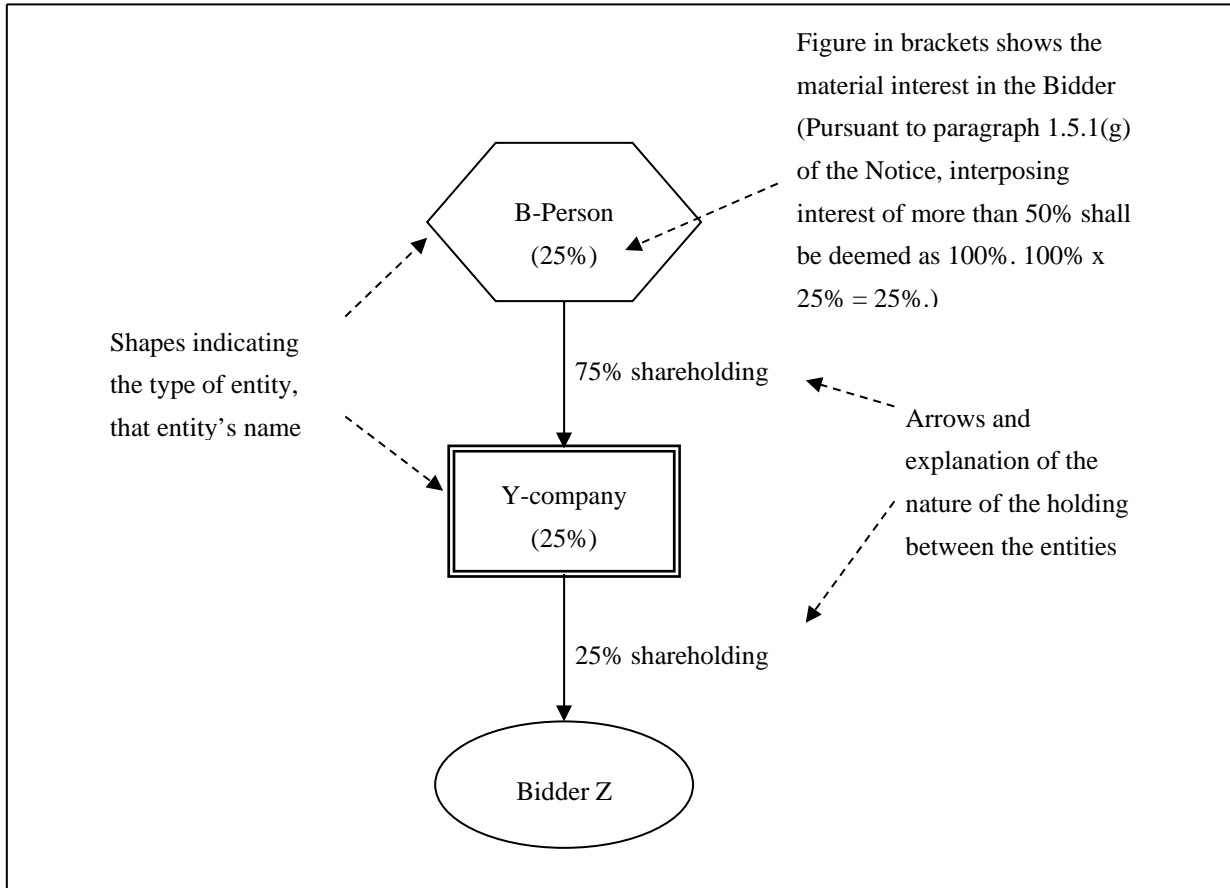 Figure in brackets shows the
material interest in the Bidder
(Pursuant to paragraph 1.5.1(g)
of the Notice, interposing
interest of more than 50% shall
be deemed as 100%. 100% x
25% = 25%.)
B-Person
(25%)
Shapes indicating
the type of entity,
that entity’s name
75% shareholding
Arrows and
explanation of the
nature of the holding
between the entities
Y-company
(25%)
25% shareholding
Bidder Z